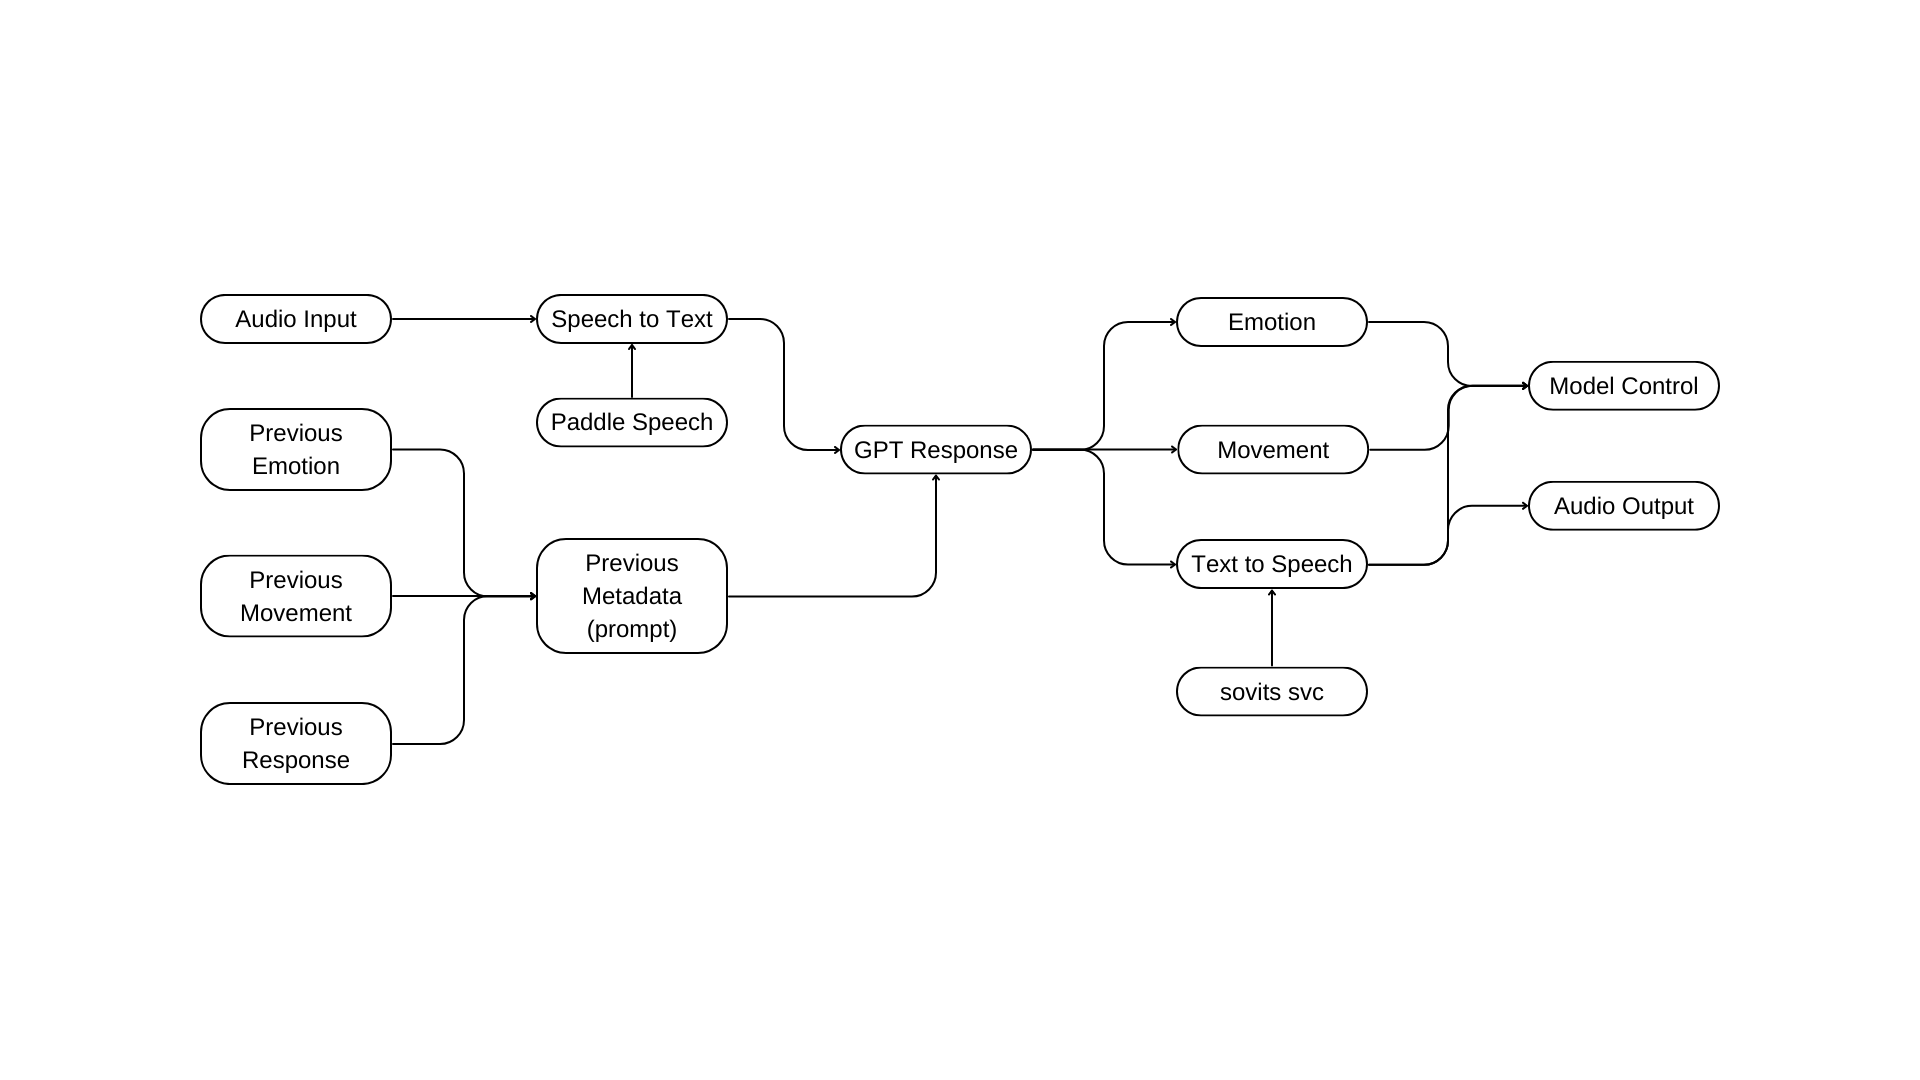 Audio Input
Speech to Text
Paddle Speech
Previous
Emotion
Previous
Movement
Previous
Response
Previous
Metadata
(prompt)
GPT Response
Emotion
Movement
Text to Speech
sovits svc
Model Control
Audio Output